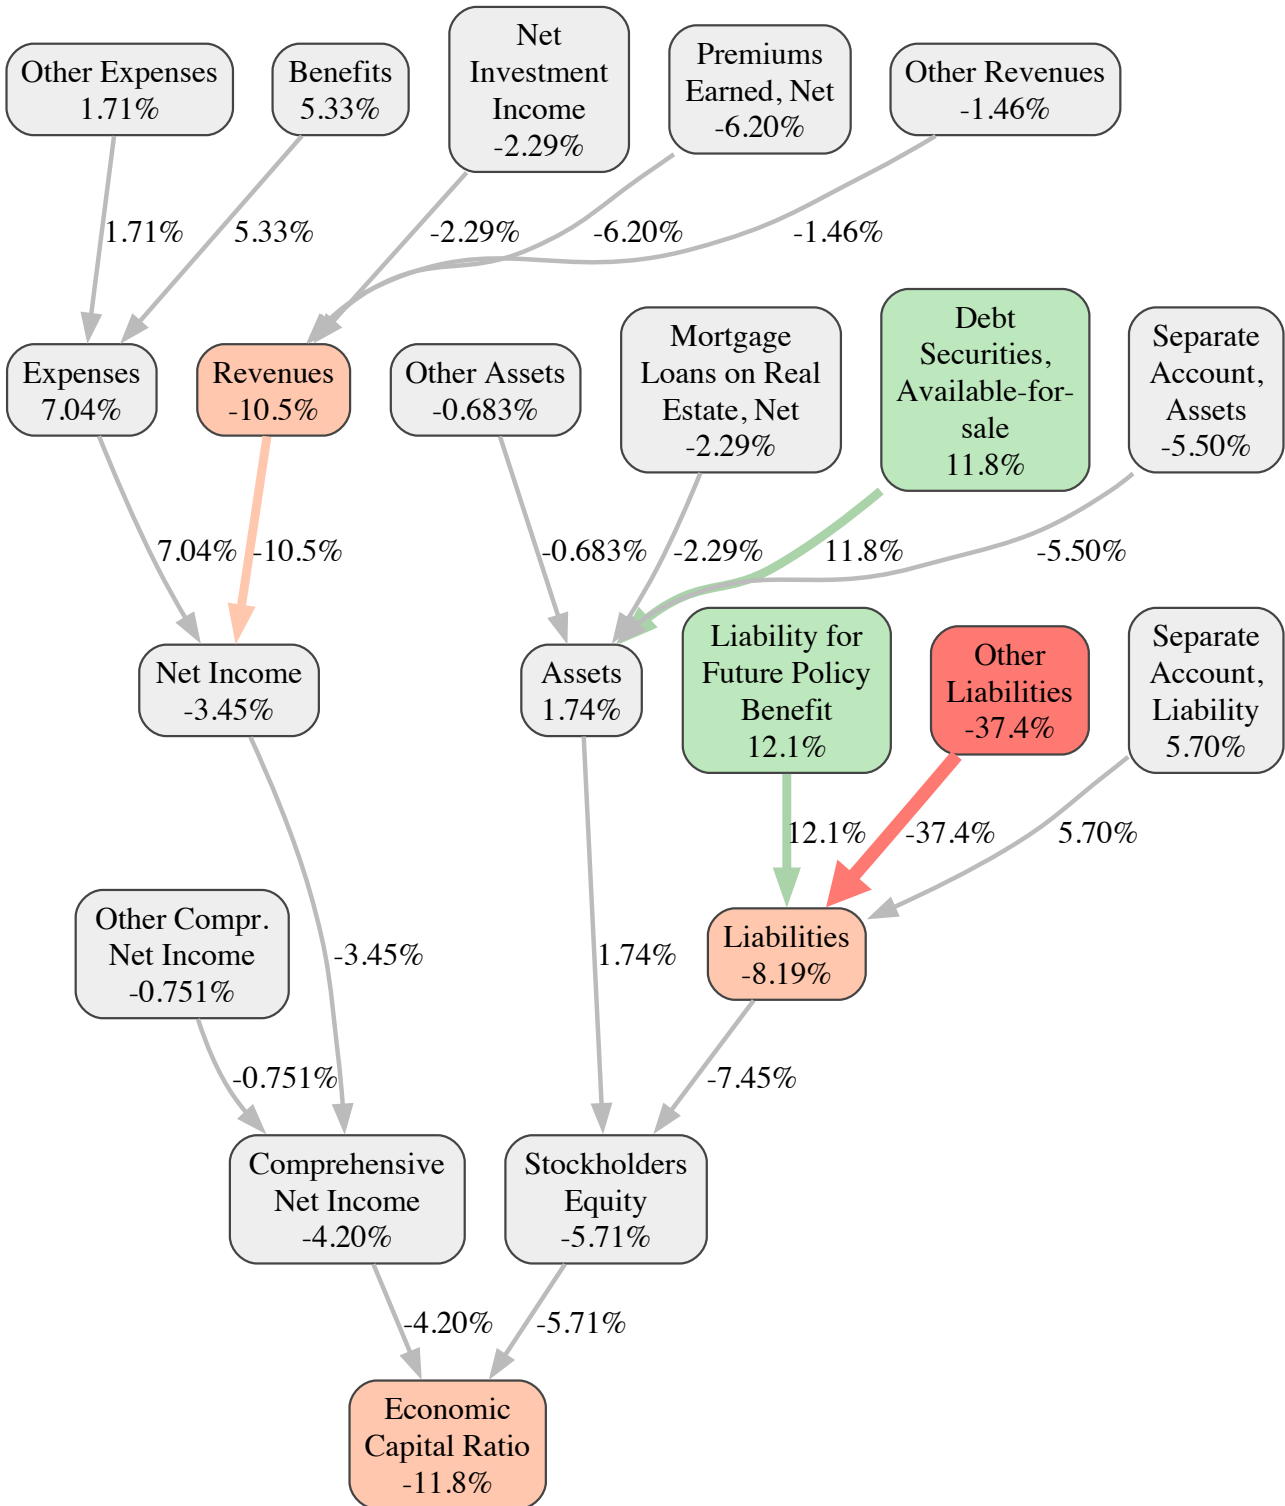 Other Expenses
1.71%
Benefits
5.33%
Net
Investment
Income
-2.29%
Premiums
Earned, Net
-6.20%
Other Revenues
-1.46%
1.71%
5.33%
-2.29%
-6.20%
-1.46%
Expenses
7.04%
Revenues
-10.5%
Other Assets
-0.683%
Mortgage
Loans on Real
Estate, Net
-2.29%
Debt
Securities,
Available-for-
sale
11.8%
Separate
Account,
Assets
-5.50%
7.04%
-10.5%
-0.683%
-2.29%
11.8%
-5.50%
Net Income
-3.45%
Assets
1.74%
Liability for
Future Policy
Benefit
12.1%
Other
Liabilities
-37.4%
Separate
Account,
Liability
5.70%
12.1%
-37.4%
5.70%
Other Compr.
Net Income
-0.751%
-3.45%
1.74%
Liabilities
-8.19%
-0.751%
-7.45%
Comprehensive
Net Income
-4.20%
Stockholders
Equity
-5.71%
-4.20%
-5.71%
Economic
Capital Ratio
-11.8%